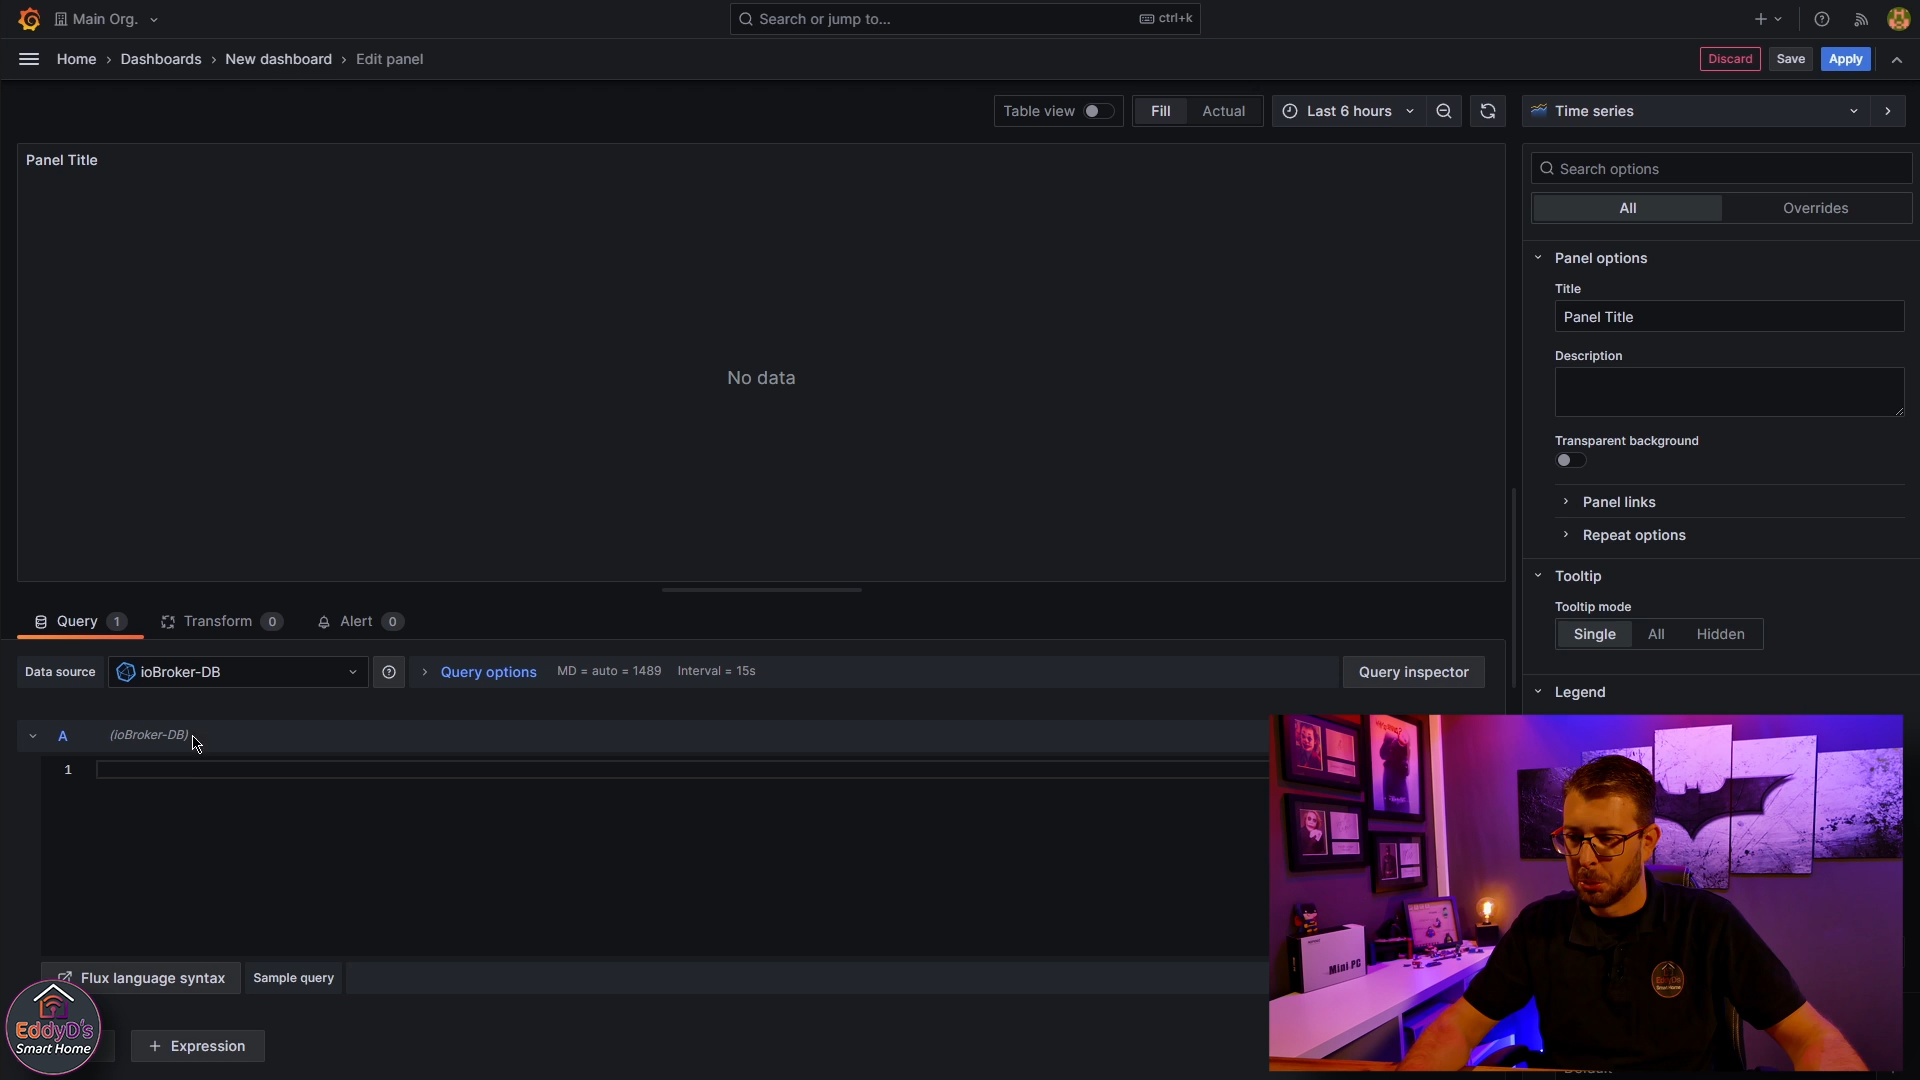 Main Org.
Search or jump to...
ctrl+k
Home › Dashboards › New dashboard › Edit panel
Discard
Save
Apply
Table view
Fill
Actual
Last 6 hours
Time series
Panel Title
No data
Search options
All
Overrides
Panel options
Title
Panel Title
Description
Transparent background
Panel links
Repeat options
Tooltip
Tooltip mode
Single
All
Hidden
Legend
Query 1
Transform 0
Alert 0
Data source
ioBroker-DB
Query options
MD = auto = 1489
Interval = 15s
Query inspector
A
(ioBroker-DB)
1
Flux language syntax
Sample query
+ Expression
EddyD's
Smart Home
Mini PC
EddyD's
Smart Home